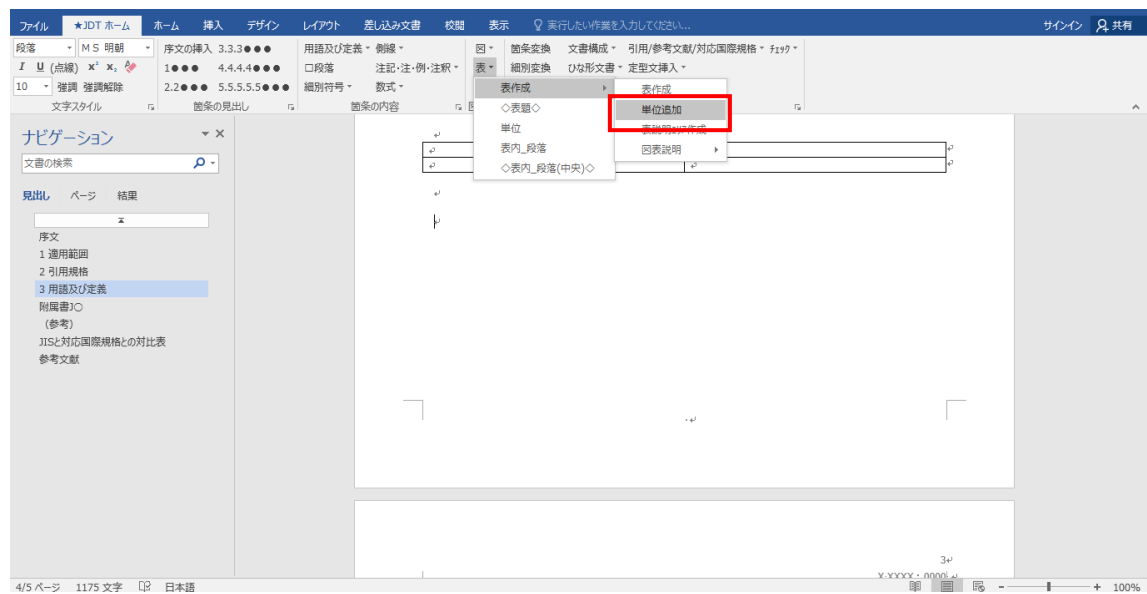 ファイル ★JDT ホーム ホーム 挿入 デザイン レイアウト 差し込み文書 校閲 表示 実行したい作業を入力してください... サインイン 共有
段落 MS 明朝 序文の挿入 3.3.3●●● 用語及び定義 側線 図 箇条変換 文書構成 引用/参考文献/対応国際規格 ﾁｪｯｸ
I U (点線) x² x₂ 1●●● 4.4.4.4●●● 口段落 注記・注・例・注釈 表 細別変換 ひな形文書 定型文挿入
10 強調 強調解除 2.2●●● 5.5.5.5.5●●● 細別符号 数式 表作成 表作成
文字スタイル 箇条の見出し 箇条の内容 ◇表題◇ 単位追加
ナビゲーション 単位
文書の検索 表内_段落 図表説明
◇表内_段落(中央)◇
見出し ページ 結果
序文
1 適用範囲
2 引用規格
3 用語及び定義
附属書J〇
(参考)
JISと対応国際規格との対比表
参考文献
3
X-XXXX：0000
4/5 ページ 1175 文字 日本語 - + 100%